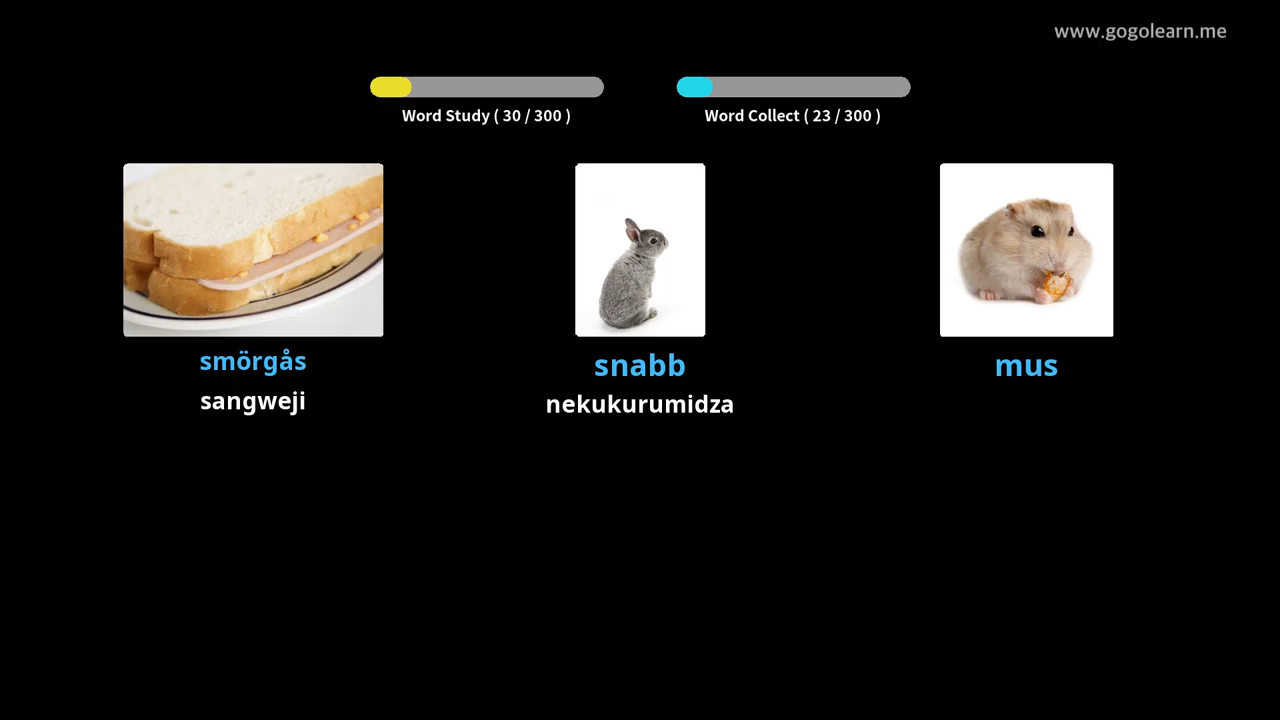 www.gogolearn.me
Word Study ( 30 / 300 )
Word Collect ( 23 / 300 )
smörgås
sangweji
snabb
nekukurumidza
mus